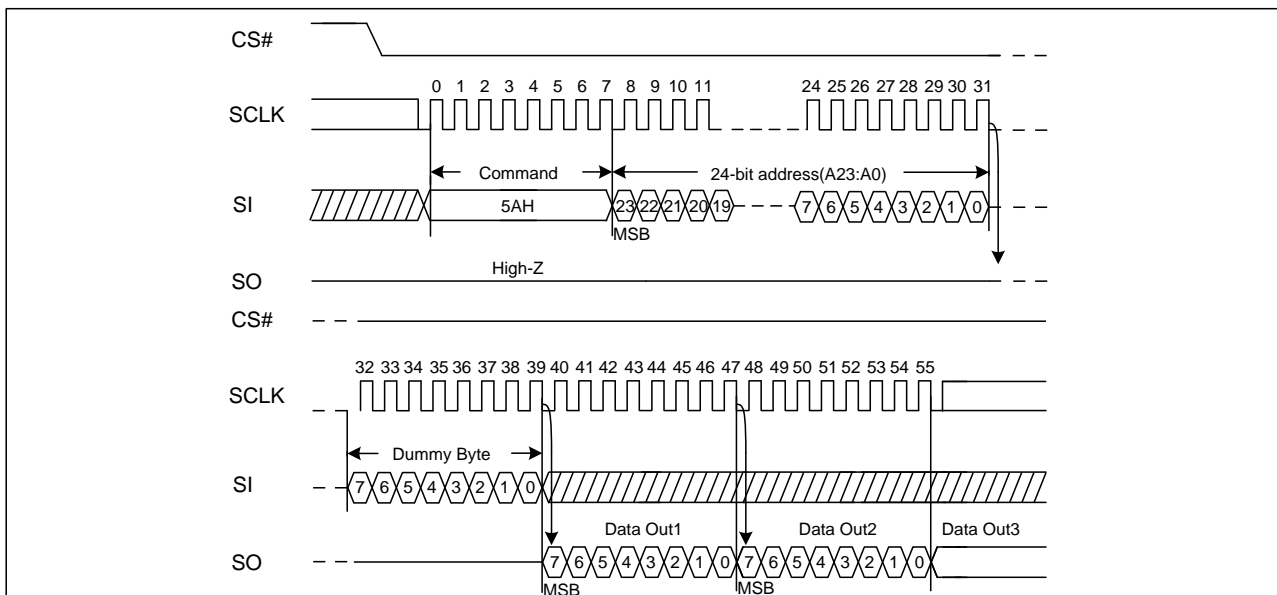 CS#
0 1 2 3 4 5 6 7 8 9 10 11 24 25 26 27 28 29 30 31
SCLK
Command 24-bit address(A23:A0)
SI 5AH 23 22 21 20 19 7 6 5 4 3 2 1 0
MSB
High-Z
SO
CS#
32 33 34 35 36 37 38 39 40 41 42 43 44 45 46 47 48 49 50 51 52 53 54 55
SCLK
Dummy Byte
SI 7 6 5 4 3 2 1 0
Data Out1 Data Out2 Data Out3
SO 7 6 5 4 3 2 1 0 7 6 5 4 3 2 1 0
MSB MSB